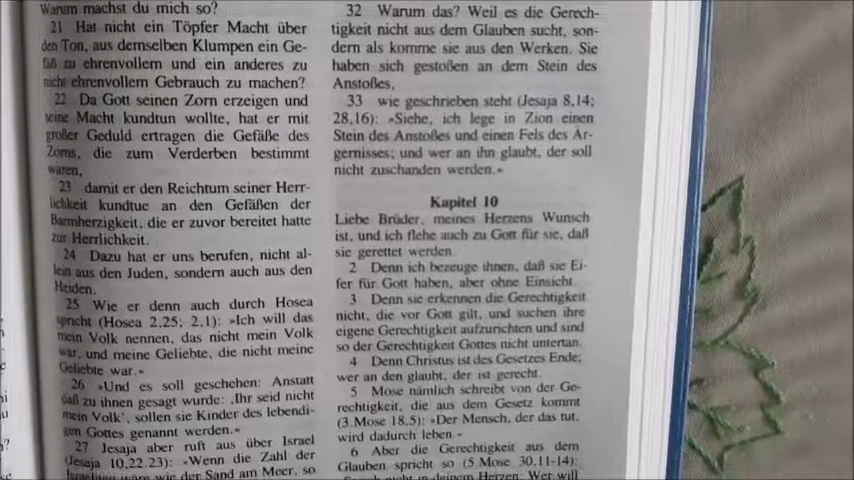 Warum machst du mich so?
21 Hat nicht ein Töpfer Macht über
den Ton, aus demselben Klumpen ein Ge-
fäß zu ehrenvollem und ein anderes zu
nicht ehrenvollem Gebrauch zu machen?
22 Da Gott seinen Zorn erzeigen und
seine Macht kundtun wollte, hat er mit
großer Geduld ertragen die Gefäße des
Zorns, die zum Verderben bestimmt
waren,
23 damit er den Reichtum seiner Herr-
lichkeit kundtue an den Gefäßen der
Barmherzigkeit, die er zuvor bereitet hatte
zur Herrlichkeit.
24 Dazu hat er uns berufen, nicht al-
lein aus den Juden, sondern auch aus den
Heiden.
25 Wie er denn auch durch Hosea
spricht (Hosea 2,25; 2,1): »Ich will das
mein Volk nennen, das nicht mein Volk
war, und meine Geliebte, die nicht meine
Geliebte war.«
26 »Und es soll geschehen: Anstatt
daß zu ihnen gesagt wurde: ‚Ihr seid nicht
mein Volk', sollen sie Kinder des lebendi-
gen Gottes genannt werden.«
27 Jesaja aber ruft aus über Israel
(Jesaja 10,22.23): »Wenn die Zahl der
Israeliten wäre wie der Sand am Meer, so
32 Warum das? Weil es die Gerech-
tigkeit nicht aus dem Glauben sucht, son-
dern als komme sie aus den Werken. Sie
haben sich gestoßen an dem Stein des
Anstoßes,
33 wie geschrieben steht (Jesaja 8,14;
28,16): »Siehe, ich lege in Zion einen
Stein des Anstoßes und einen Fels des Är-
gernisses; und wer an ihn glaubt, der soll
nicht zuschanden werden.«
Kapitel 10
Liebe Brüder, meines Herzens Wunsch
ist, und ich flehe auch zu Gott für sie, daß
sie gerettet werden.
2 Denn ich bezeuge ihnen, daß sie Ei-
fer für Gott haben, aber ohne Einsicht.
3 Denn sie erkennen die Gerechtigkeit
nicht, die vor Gott gilt, und suchen ihre
eigene Gerechtigkeit aufzurichten und sind
so der Gerechtigkeit Gottes nicht untertan.
4 Denn Christus ist des Gesetzes Ende;
wer an den glaubt, der ist gerecht.
5 Mose nämlich schreibt von der Ge-
rechtigkeit, die aus dem Gesetz kommt
(3.Mose 18,5): »Der Mensch, der das tut,
wird dadurch leben.«
6 Aber die Gerechtigkeit aus dem
Glauben spricht so (5.Mose 30,11-14):
nicht in deinem Herzen: Wer will